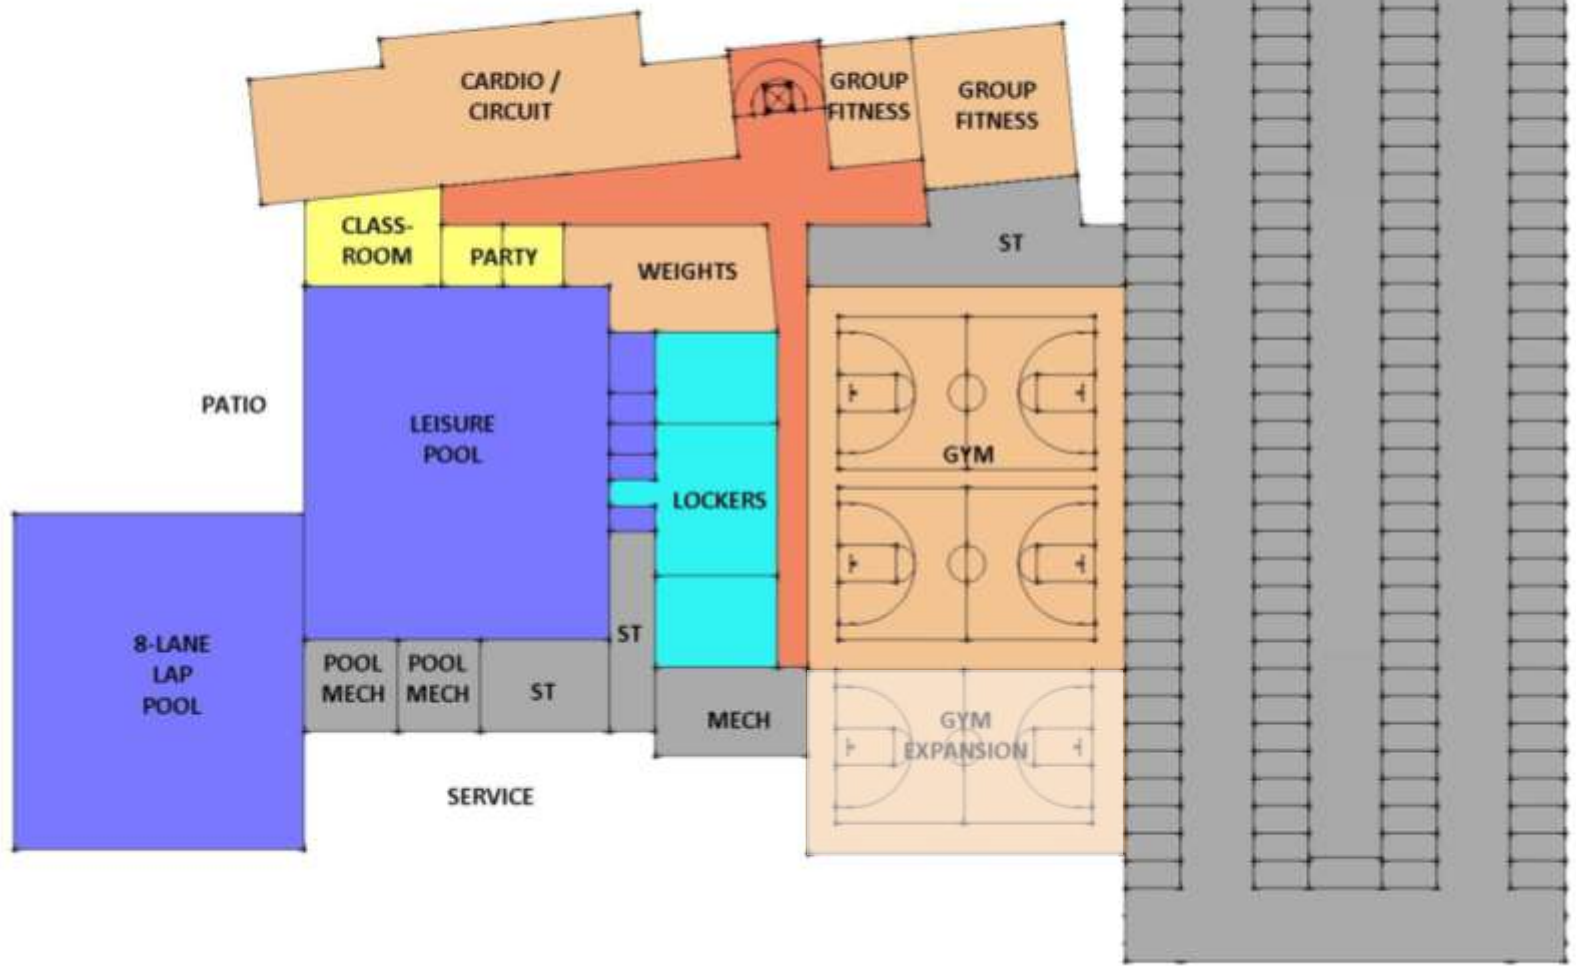 CARDIO /
CIRCUIT
GROUP
FITNESS
GROUP
FITNESS
CLASS-
ROOM
PARTY
WEIGHTS
ST
PATIO
LEISURE
POOL
GYM
LOCKERS
8-LANE
LAP
POOL
POOL
MECH
POOL
MECH
ST
ST
MECH
GYM
EXPANSION
SERVICE